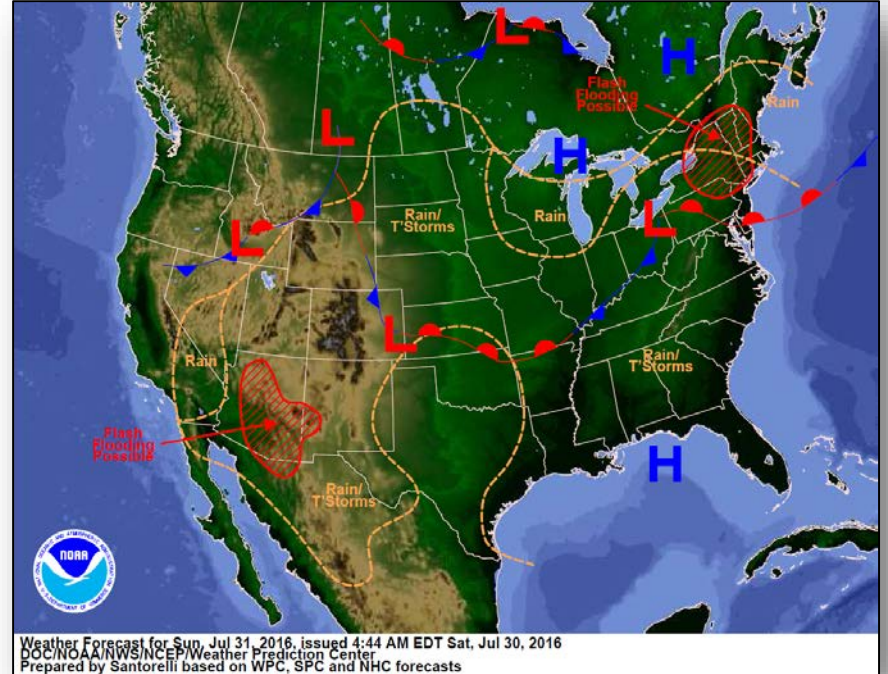 L
H
Flash
Flooding
Possible
Rain
L
H
L
Rain/
T'Storms
Rain
L
L
Rain
Rain/
T'Storms
Flash
Flooding
Possible
H
Rain/
T'Storms
NOAA
Weather Forecast for Sun, Jul 31, 2016, issued 4:44 AM EDT Sat, Jul 30, 2016
DOC/NOAA/NWS/NCEP/Weather Prediction Center
Prepared by Santorelli based on WPC, SPC and NHC forecasts